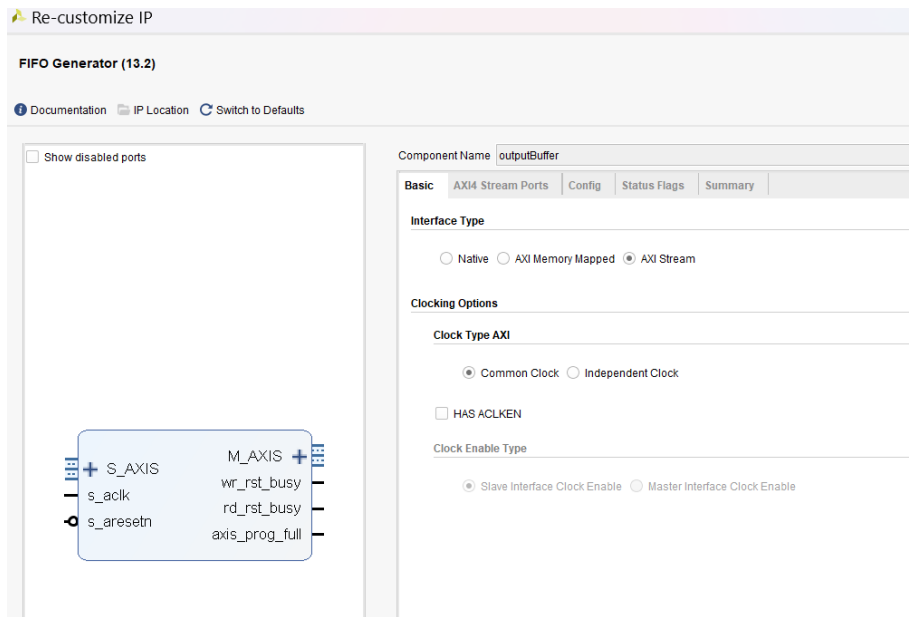 Re-customize IP
FIFO Generator (13.2)
Documentation IP Location Switch to Defaults
Show disabled ports
Component Name outputBuffer
Basic AXI4 Stream Ports Config Status Flags Summary
Interface Type
Native AXI Memory Mapped AXI Stream
Clocking Options
Clock Type AXI
Common Clock Independent Clock
HAS ACLKEN
Clock Enable Type
Slave Interface Clock Enable Master Interface Clock Enable
S_AXIS
s_aclk
s_aresetn
M_AXIS
wr_rst_busy
rd_rst_busy
axis_prog_full